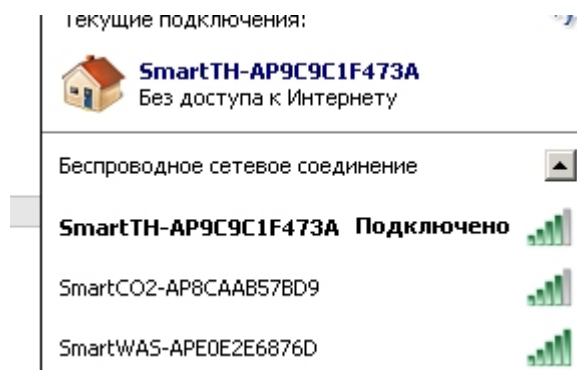 Текущие подключения:
SmartTH-AP9C9C1F473A
Без доступа к Интернету
Беспроводное сетевое соединение
SmartTH-AP9C9C1F473A Подключено
SmartCO2-AP8CAAB57BD9
SmartWAS-APE0E2E6876D